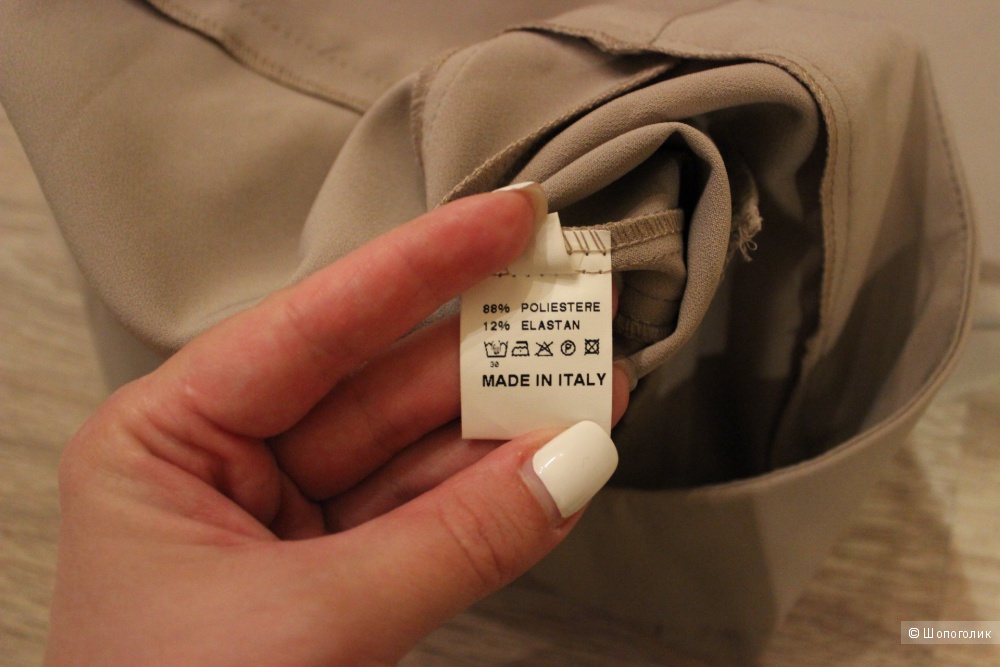 88% POLIESTERE
12% ELASTAN
30
MADE IN ITALY
© Шопоголик